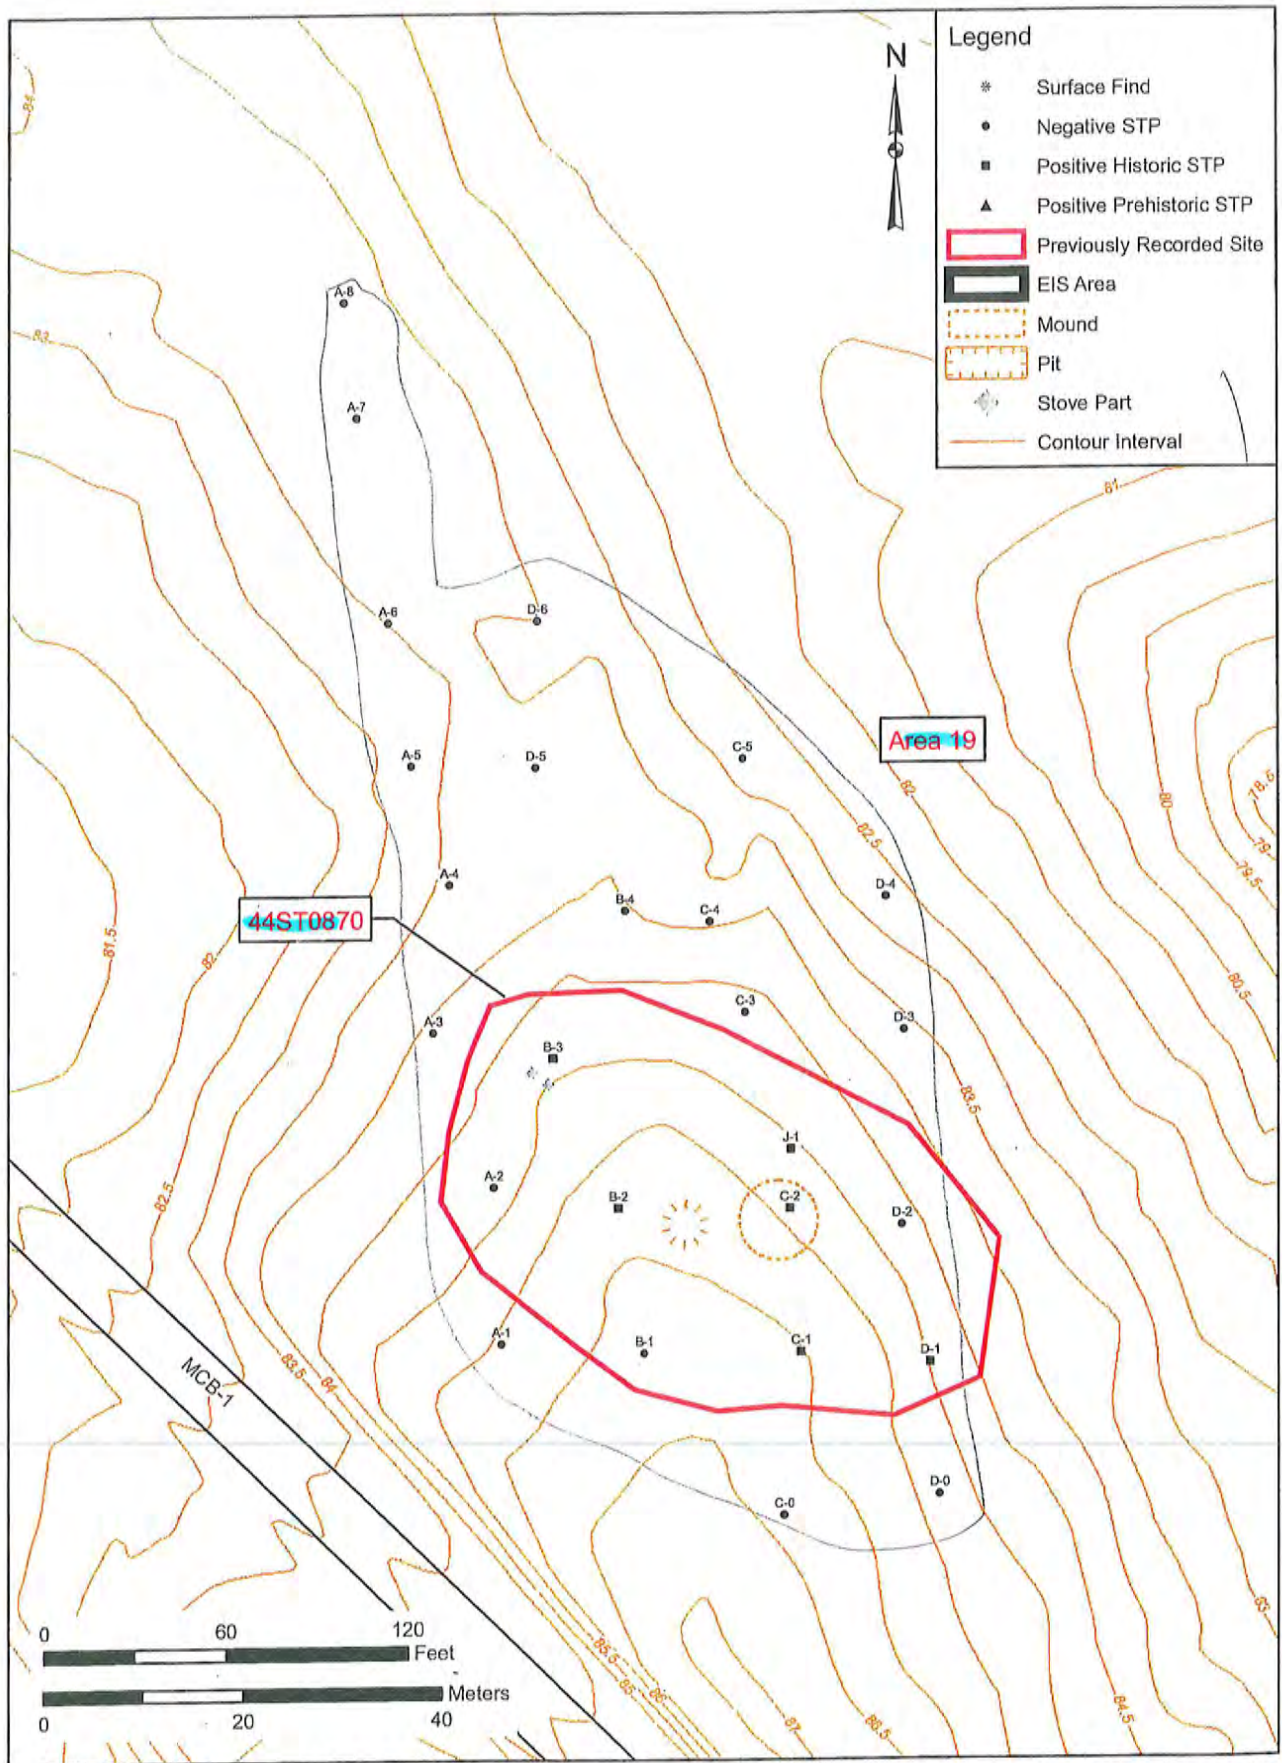 N
Legend
Surface Find
Negative STP
Positive Historic STP
Positive Prehistoric STP
Previously Recorded Site
EIS Area
Mound
Pit
Stove Part
Contour Interval
84
A-8
83
A-7
81
A-6
D-6
A-5
D-5
C-5
Area 19
82
80
78.5
79
79.5
82.5
A-4
D-4
B-4
C-4
44ST0870
81.5
82
80.5
C-3
A-3
D-3
B-3
83.5
J-1
A-2
B-2
C-2
D-2
82.5
A-1
B-1
C-1
D-1
83.5
84
MCB-1
D-0
C-0
83
0 60 120
Feet
Meters
0 20 40
85.5
85
86
87
86.5
84.5